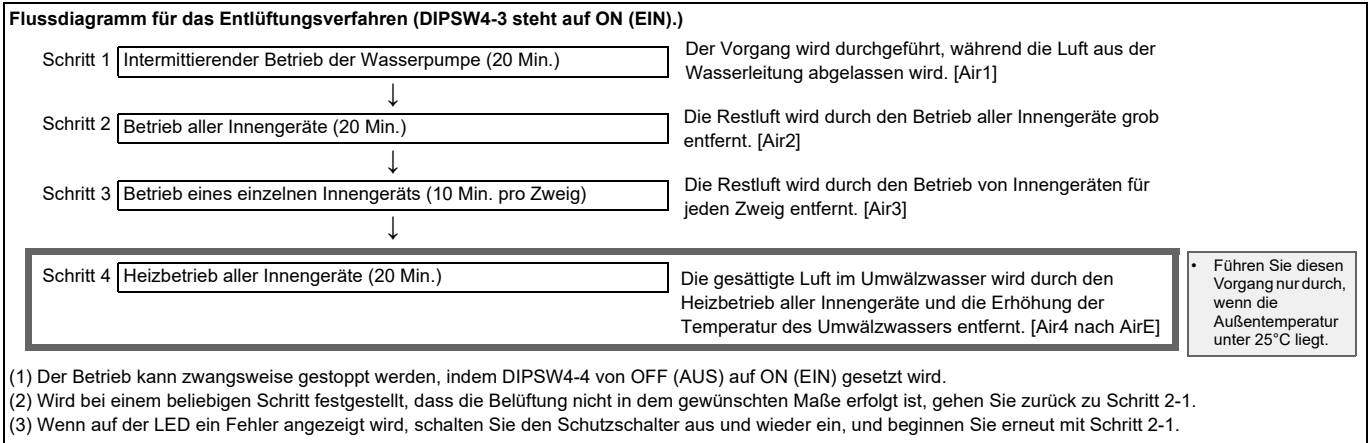 Flussdiagramm für das Entlüftungsverfahren (DIPSW4-3 steht auf ON (EIN).)
Schritt 1 Intermittierender Betrieb der Wasserpumpe (20 Min.)
Der Vorgang wird durchgeführt, während die Luft aus der
Wasserleitung abgelassen wird. [Air1]
↓
Schritt 2 Betrieb aller Innengeräte (20 Min.)
Die Restluft wird durch den Betrieb aller Innengeräte grob
entfernt. [Air2]
↓
Schritt 3 Betrieb eines einzelnen Innengeräts (10 Min. pro Zweig)
Die Restluft wird durch den Betrieb von Innengeräten für
jeden Zweig entfernt. [Air3]
↓
Schritt 4 Heizbetrieb aller Innengeräte (20 Min.)
Die gesättigte Luft im Umwälzwasser wird durch den
Heizbetrieb aller Innengeräte und die Erhöhung der
Temperatur des Umwälzwassers entfernt. [Air4 nach AirE]
• Führen Sie diesen
Vorgang nur durch,
wenn die
Außentemperatur
unter 25°C liegt.
(1) Der Betrieb kann zwangsweise gestoppt werden, indem DIPSW4-4 von OFF (AUS) auf ON (EIN) gesetzt wird.
(2) Wird bei einem beliebigen Schritt festgestellt, dass die Belüftung nicht in dem gewünschten Maße erfolgt ist, gehen Sie zurück zu Schritt 2-1.
(3) Wenn auf der LED ein Fehler angezeigt wird, schalten Sie den Schutzschalter aus und wieder ein, und beginnen Sie erneut mit Schritt 2-1.